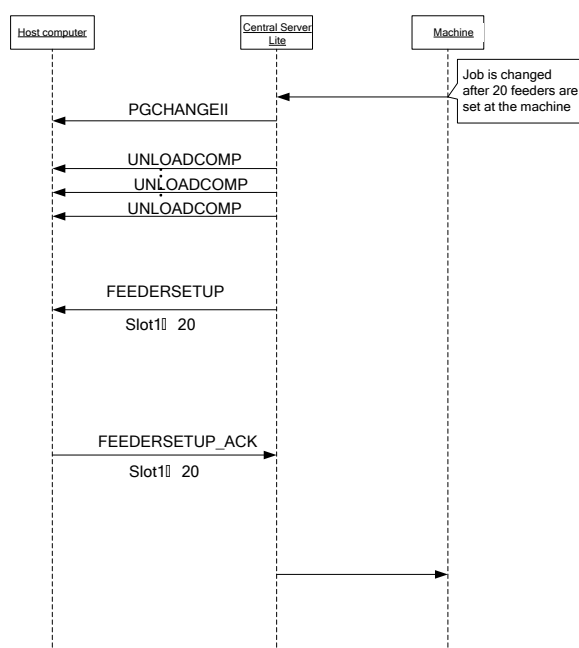 Host computer
Central Server
Lite
Machine
Job is changed
after 20 feeders are
set at the machine
PGCHANGEII
UNLOADCOMP
UNLOADCOMP
UNLOADCOMP
FEEDERSETUP
Slot1 20
FEEDERSETUP_ACK
Slot1 20